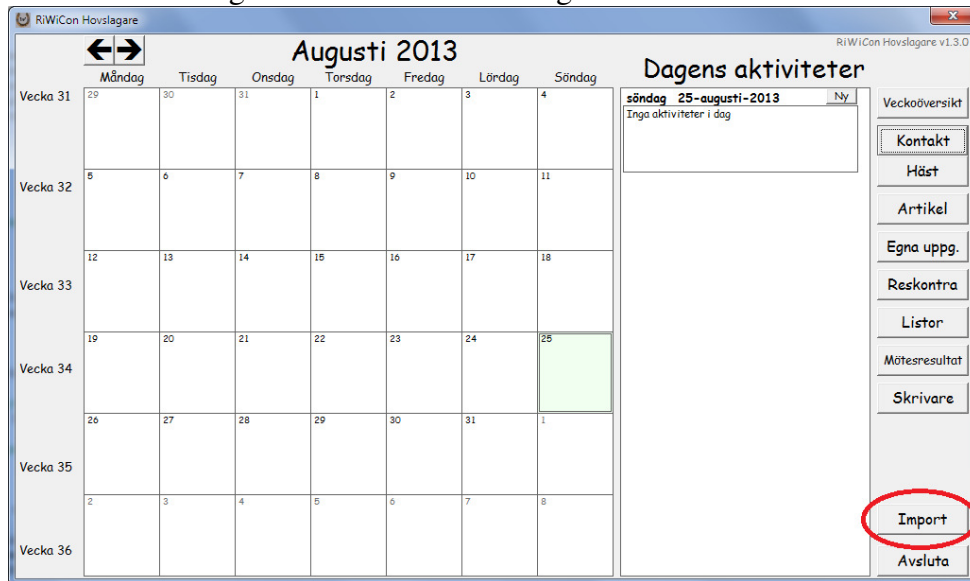 RiWiCon Hovslagare
RiWiCon Hovslagare v1.3.0
Augusti 2013
Dagens aktiviteter
Måndag Tisdag Onsdag Torsdag Fredag Lördag Söndag
Vecka 31 29 30 31 1 2 3 4
Vecka 32 5 6 7 8 9 10 11
Vecka 33 12 13 14 15 16 17 18
Vecka 34 19 20 21 22 23 24 25
Vecka 35 26 27 28 29 30 31 1
Vecka 36 2 3 4 5 6 7 8
söndag 25-augusti-2013 Ny
Inga aktiviteter i dag
Veckoöversikt
Kontakt
Häst
Artikel
Egna uppg.
Reskontra
Listor
Mötesresultat
Skrivare
Import
Avsluta